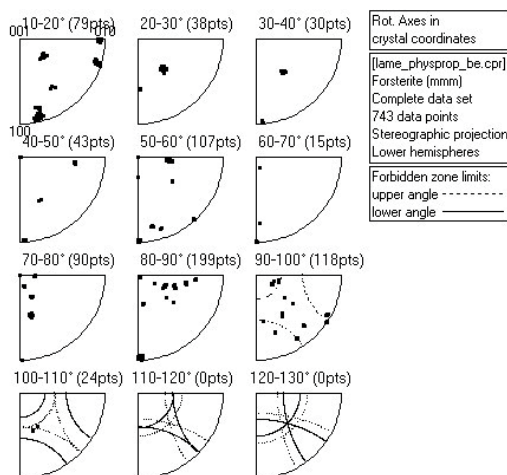 10-20° (79pts)
20-30° (38pts)
30-40° (30pts)
001
010
100
40-50° (43pts)
50-60° (107pts)
60-70° (15pts)
70-80° (90pts)
80-90° (199pts)
90-100° (118pts)
100-110° (24pts)
110-120° (0pts)
120-130° (0pts)
Rot. Axes in
crystal coordinates
[lame_physprop_be.cpr]
Forsterite (mmm)
Complete data set
743 data points
Stereographic projection
Lower hemispheres
Forbidden zone limits:
upper angle
lower angle